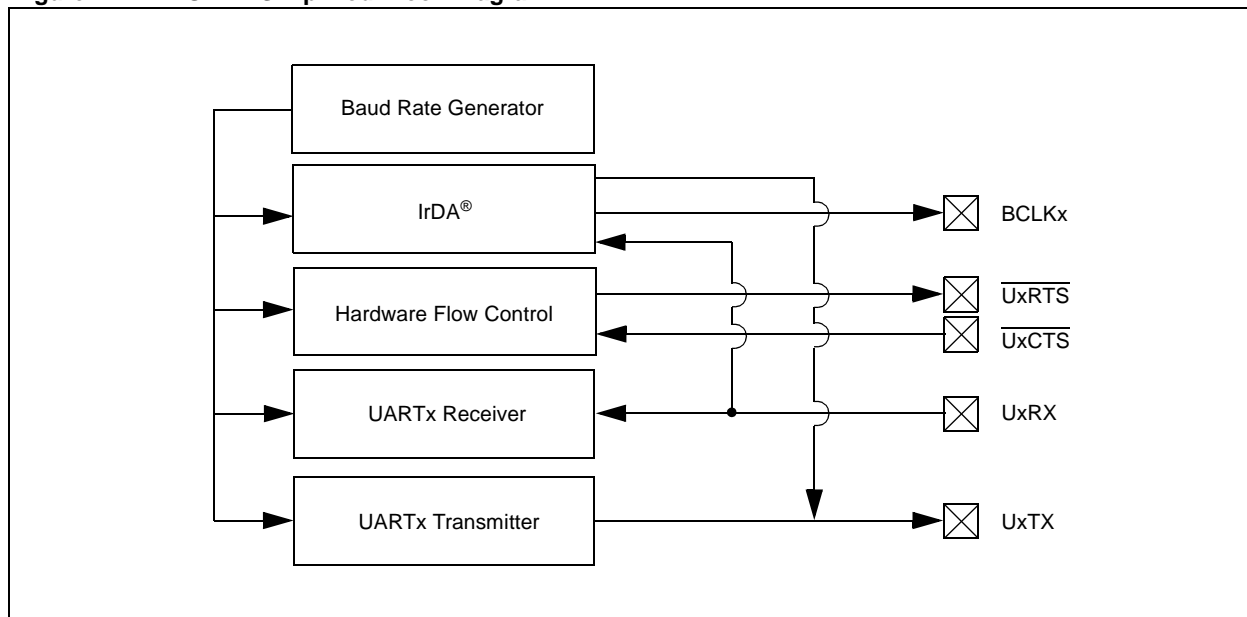 Baud Rate Generator
IrDA®
BCLKx
UxRTS
Hardware Flow Control
UxCTS
UARTx Receiver
UxRX
UARTx Transmitter
UxTX